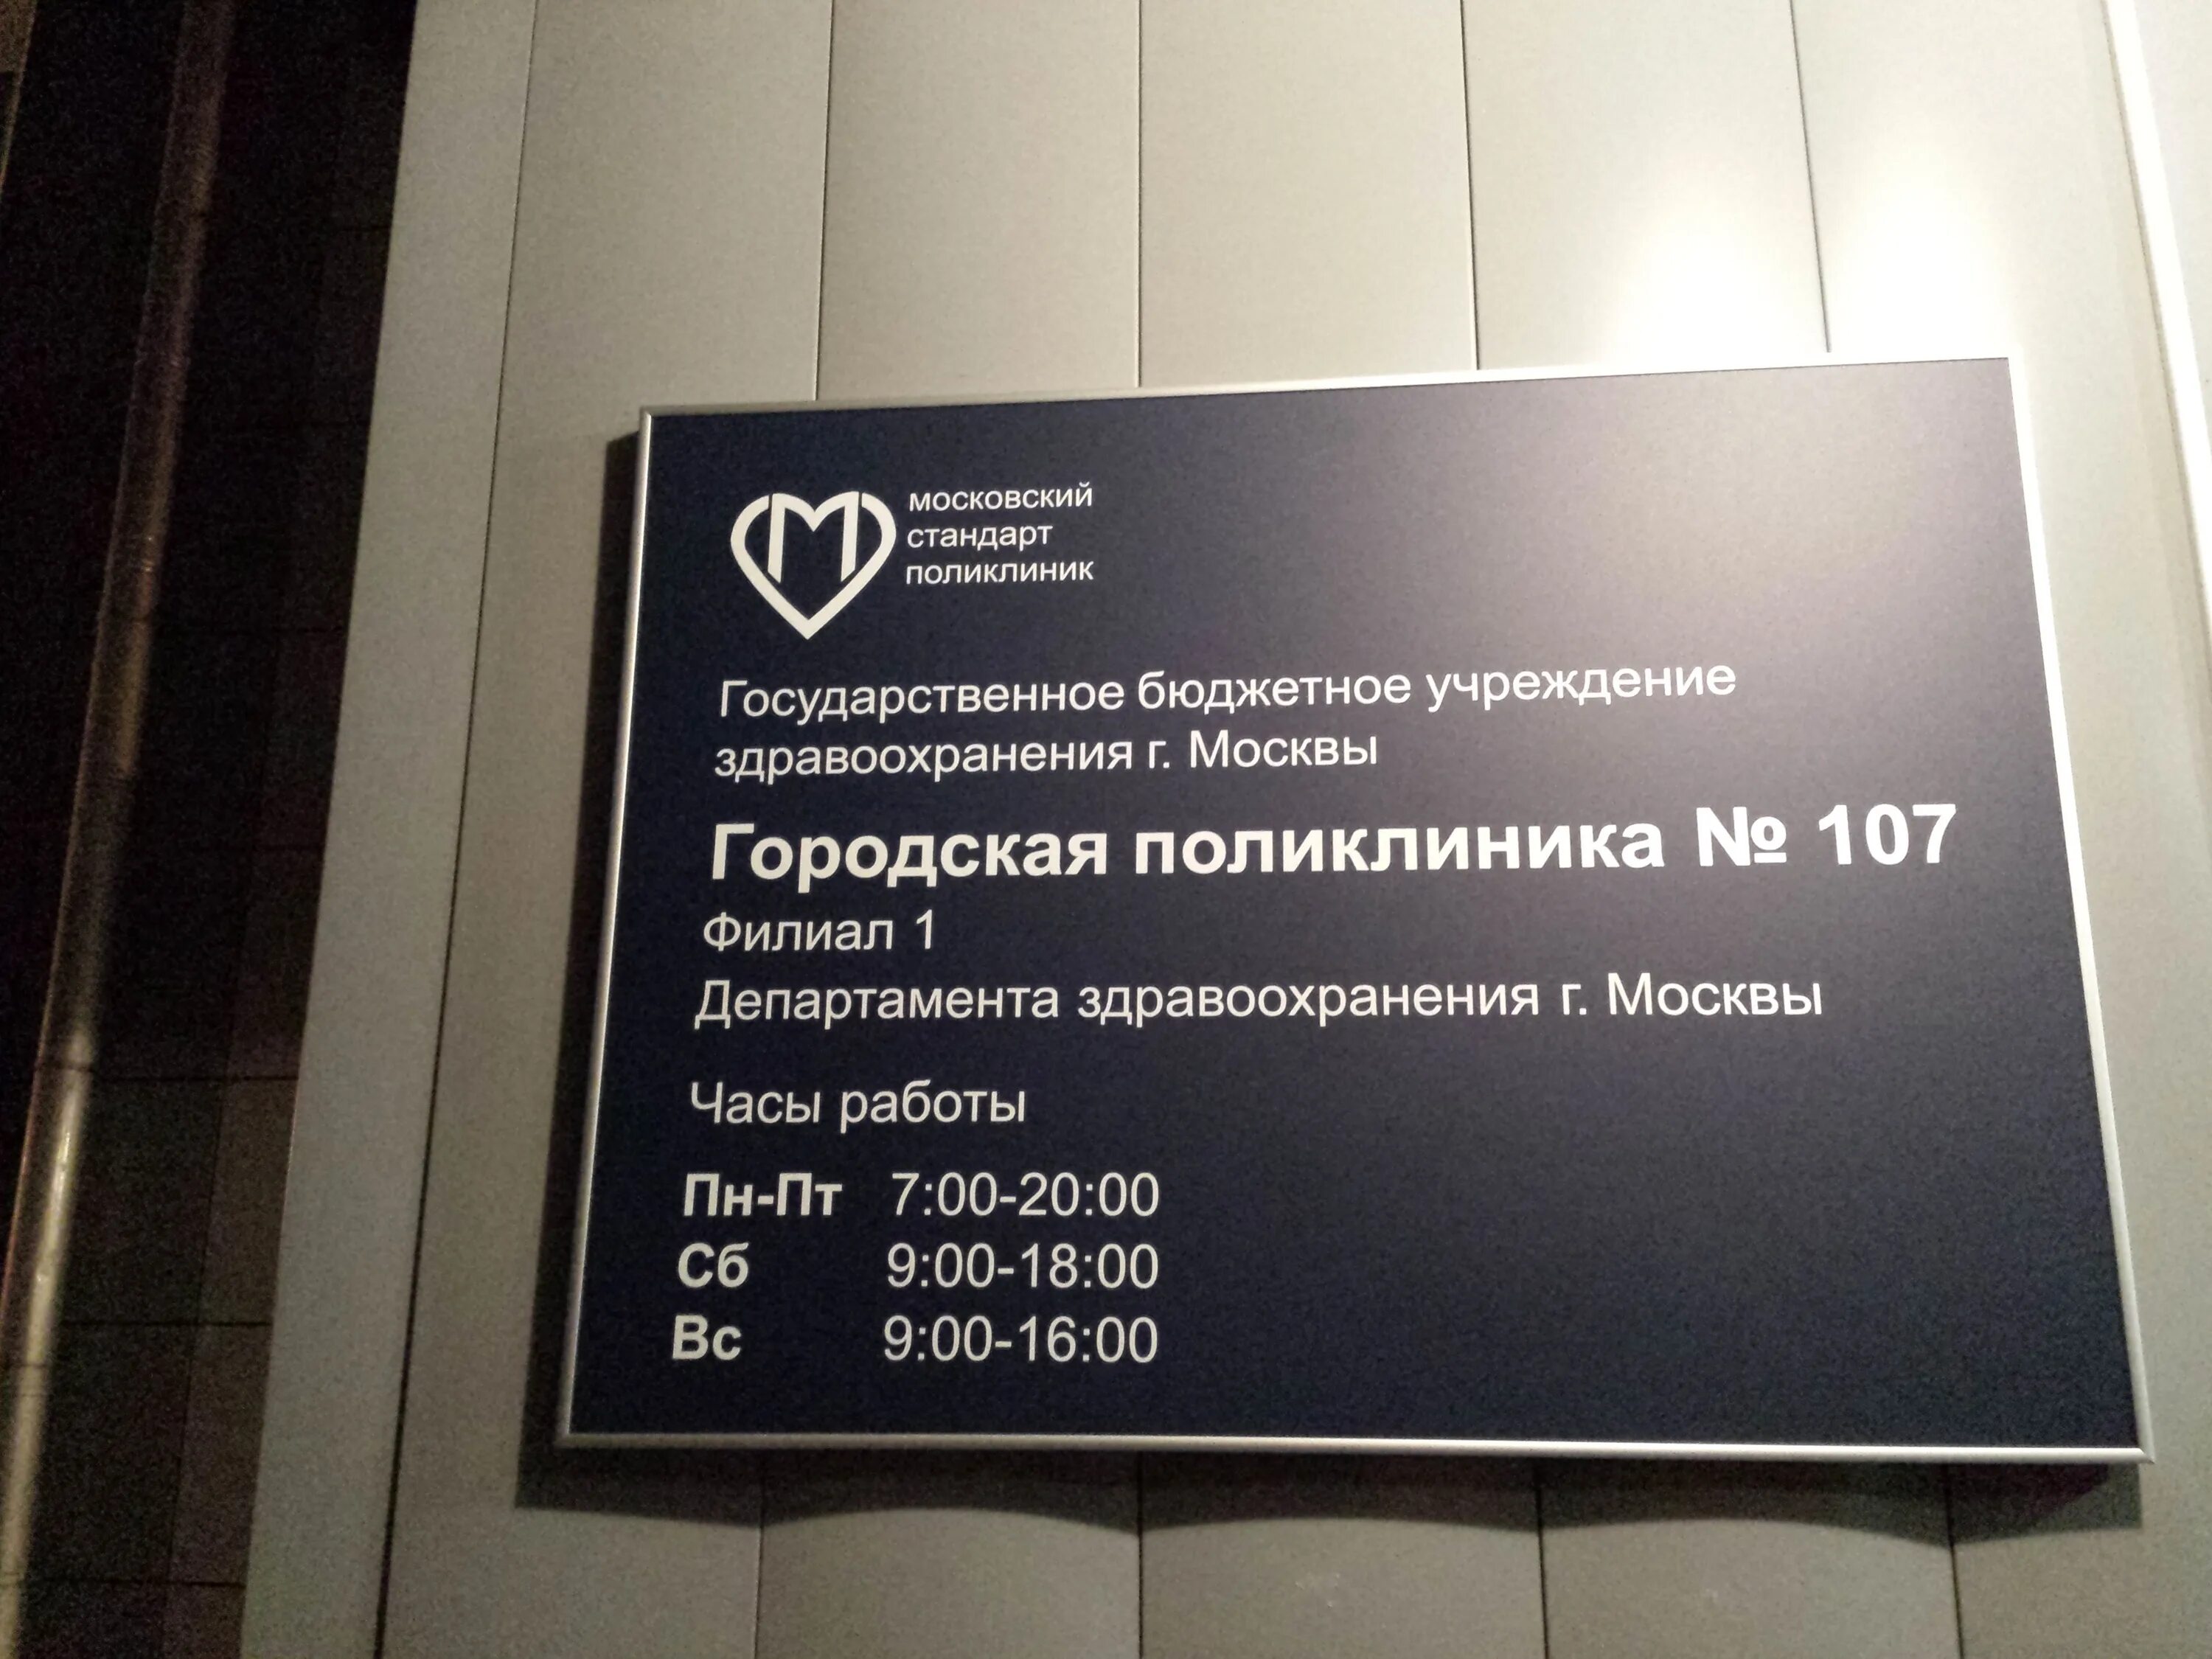 московский
стандарт
поликлиник
Государственное бюджетное учреждение
здравоохранения г. Москвы
Городская поликлиника № 107
Филиал 1
Департамента здравоохранения г. Москвы
Часы работы
Пн-Пт 7:00-20:00
Сб 9:00-18:00
Вс 9:00-16:00